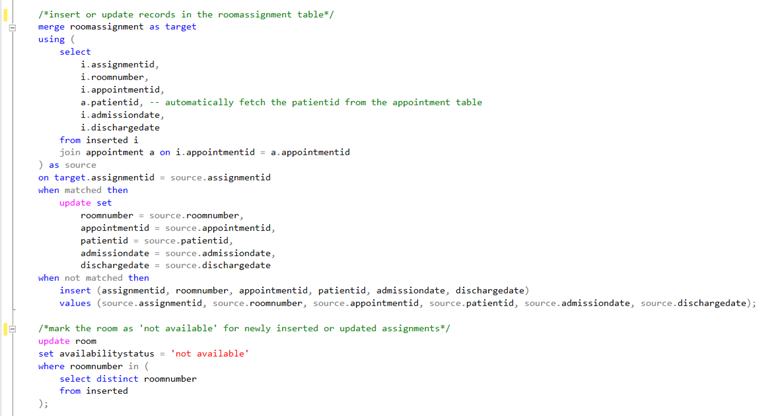 /*insert or update records in the roomassignment table*/
merge roomassignment as target
using (
select
i.assignmentid,
i.roomnumber,
i.appointmentid,
a.patientid, -- automatically fetch the patientid from the appointment table
i.admissiondate,
i.dischargedate
from inserted i
join appointment a on i.appointmentid = a.appointmentid
) as source
on target.assignmentid = source.assignmentid
when matched then
update set
roomnumber = source.roomnumber,
appointmentid = source.appointmentid,
patientid = source.patientid,
admissiondate = source.admissiondate,
dischargedate = source.dischargedate
when not matched then
insert (assignmentid, roomnumber, appointmentid, patientid, admissiondate, dischargedate)
values (source.assignmentid, source.roomnumber, source.appointmentid, source.patientid, source.admissiondate, source.dischargedate);
/*mark the room as 'not available' for newly inserted or updated assignments*/
update room
set availabilitystatus = 'not available'
where roomnumber in (
select distinct roomnumber
from inserted
);